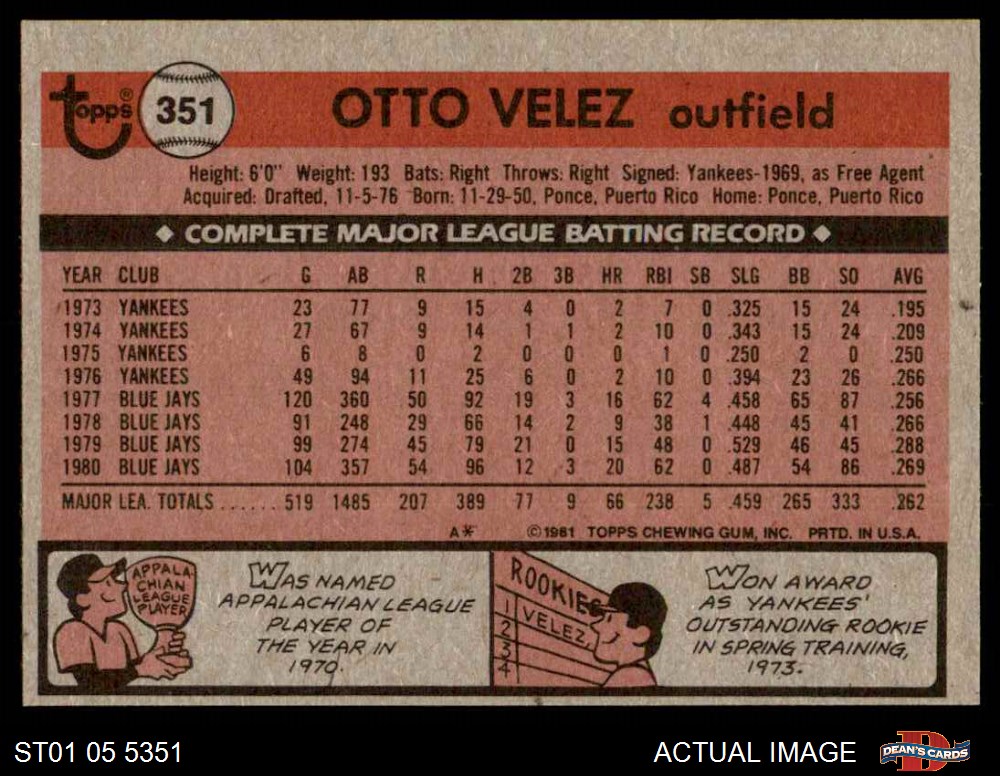 topps® 351 OTTO VELEZ outfield
Height: 6'0" Weight: 193 Bats: Right Throws: Right Signed: Yankees-1969, as Free Agent
Acquired: Drafted, 11-5-76 Born: 11-29-50, Ponce, Puerto Rico Home: Ponce, Puerto Rico
◆ COMPLETE MAJOR LEAGUE BATTING RECORD ◆
YEAR CLUB G AB R H 2B 3B HR RBI SB SLG BB SO AVG
1973 YANKEES 23 77 9 15 4 0 2 7 0 .325 15 24 .195
1974 YANKEES 27 67 9 14 1 1 2 10 0 .343 15 24 .209
1975 YANKEES 6 8 0 2 0 0 0 1 0 .250 2 0 .250
1976 YANKEES 49 94 11 25 6 0 2 10 0 .394 23 26 .266
1977 BLUE JAYS 120 360 50 92 19 3 16 62 4 .458 65 87 .256
1978 BLUE JAYS 91 248 29 66 14 2 9 38 1 .448 45 41 .266
1979 BLUE JAYS 99 274 45 79 21 0 15 48 0 .529 46 45 .288
1980 BLUE JAYS 104 357 54 96 12 3 20 62 0 .487 54 86 .269
MAJOR LEA. TOTALS ...... 519 1485 207 389 77 9 66 238 5 .459 265 333 .262
A* ©1981 TOPPS CHEWING GUM, INC. PRTD. IN U.S.A.
APPALA-
CHIAN
LEAGUE
PLAYER
WAS NAMED
APPALACHIAN LEAGUE
PLAYER OF
THE YEAR IN
1970.
ROOKIES
1 VELEZ
2
3
4
WON AWARD
AS YANKEES'
OUTSTANDING ROOKIE
IN SPRING TRAINING,
1973.
ST01 05 5351 ACTUAL IMAGE DEAN'S CARDS